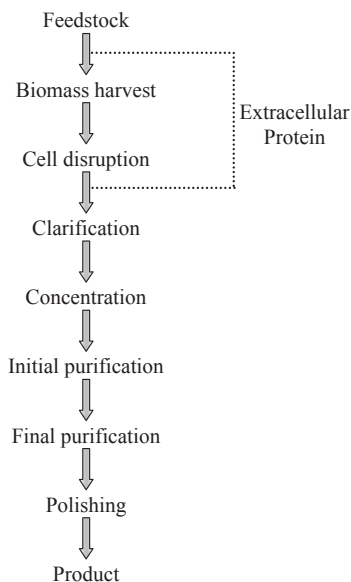 Feedstock
Biomass harvest
Extracellular
Protein
Cell disruption
Clarification
Concentration
Initial purification
Final purification
Polishing
Product